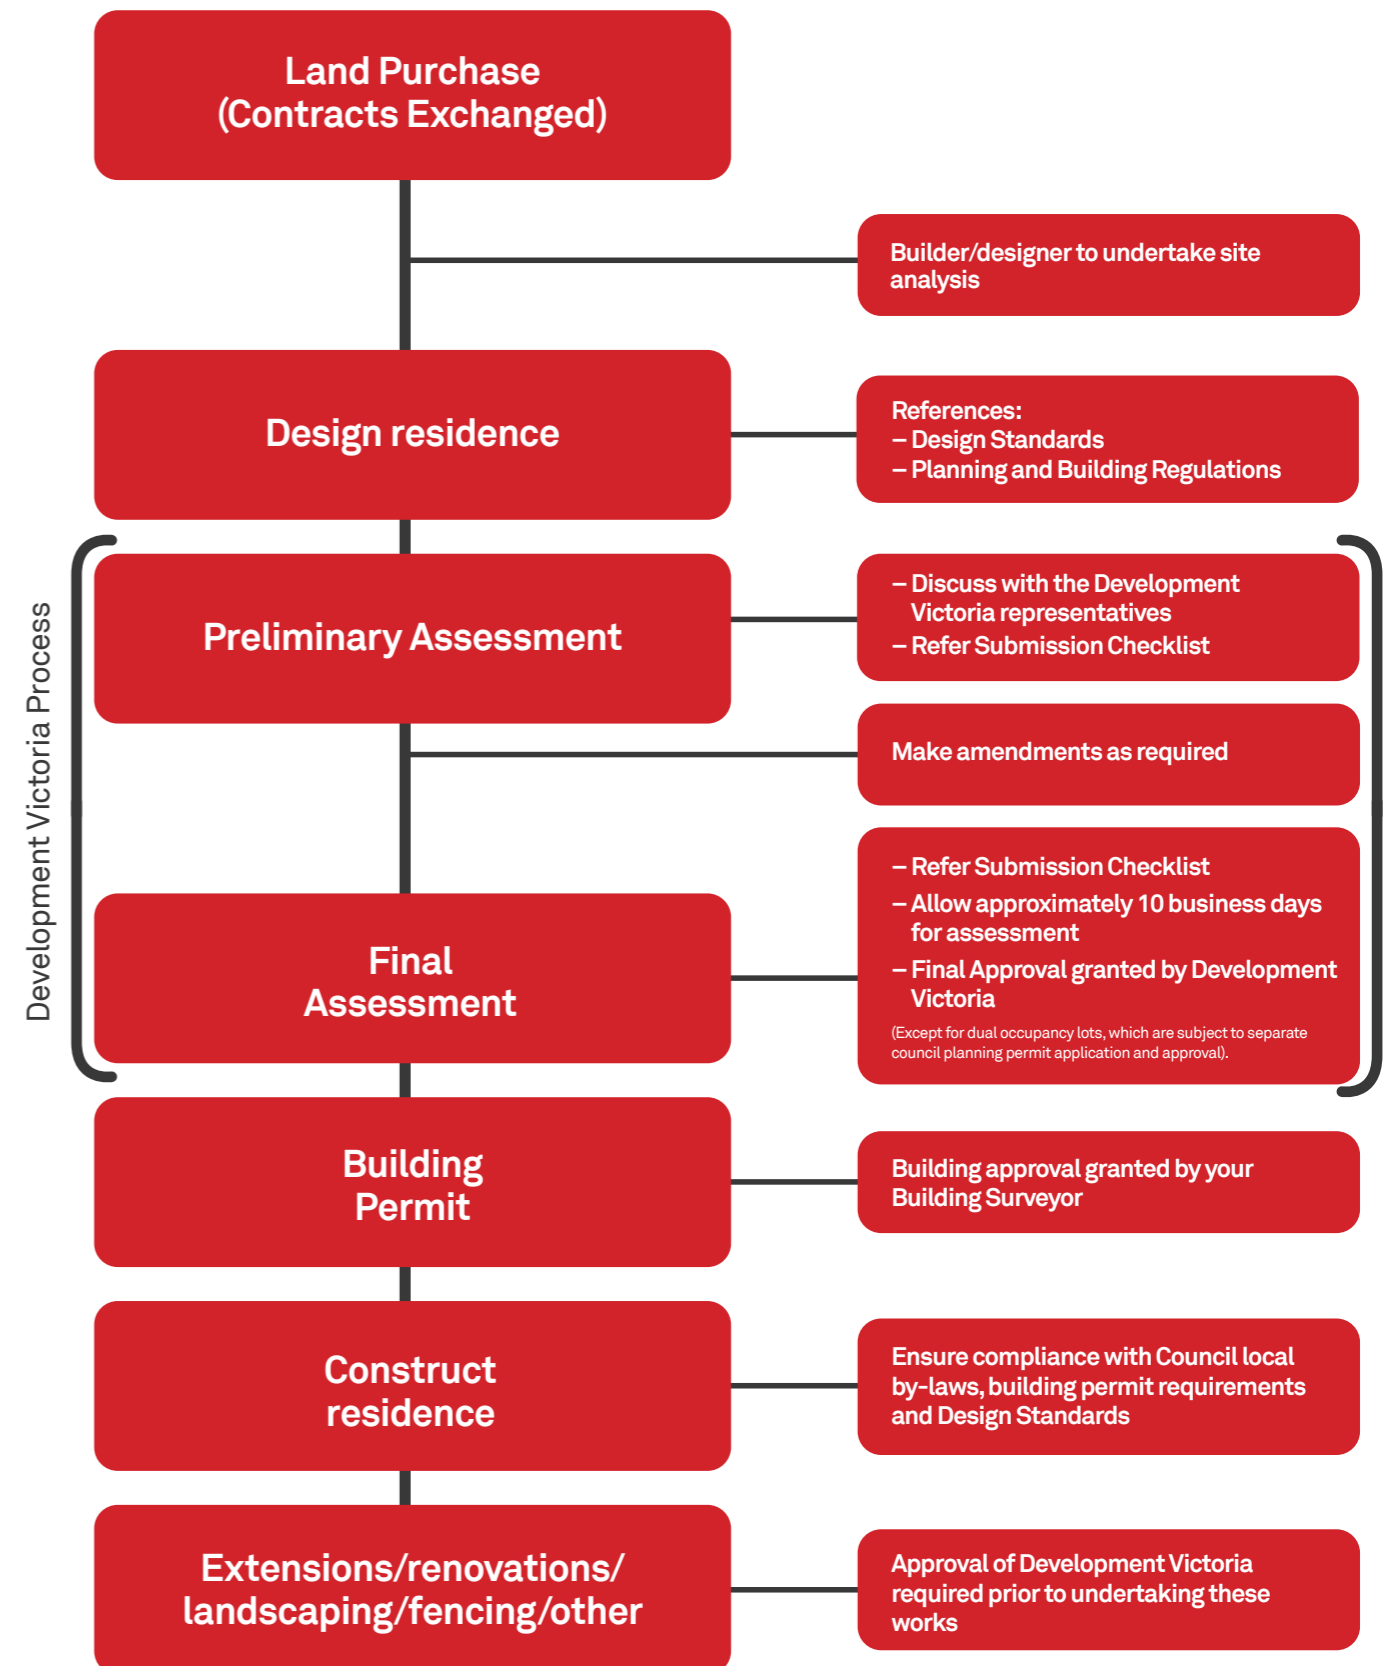 Land Purchase
(Contracts Exchanged)
Builder/designer to undertake site
analysis
Design residence
References:
– Design Standards
– Planning and Building Regulations
Development Victoria Process
Preliminary Assessment
– Discuss with the Development
Victoria representatives
– Refer Submission Checklist
Make amendments as required
Final
Assessment
– Refer Submission Checklist
– Allow approximately 10 business days
for assessment
– Final Approval granted by Development
Victoria
(Except for dual occupancy lots, which are subject to separate
council planning permit application and approval).
Building
Permit
Building approval granted by your
Building Surveyor
Construct
residence
Ensure compliance with Council local
by-laws, building permit requirements
and Design Standards
Extensions/renovations/
landscaping/fencing/other
Approval of Development Victoria
required prior to undertaking these
works